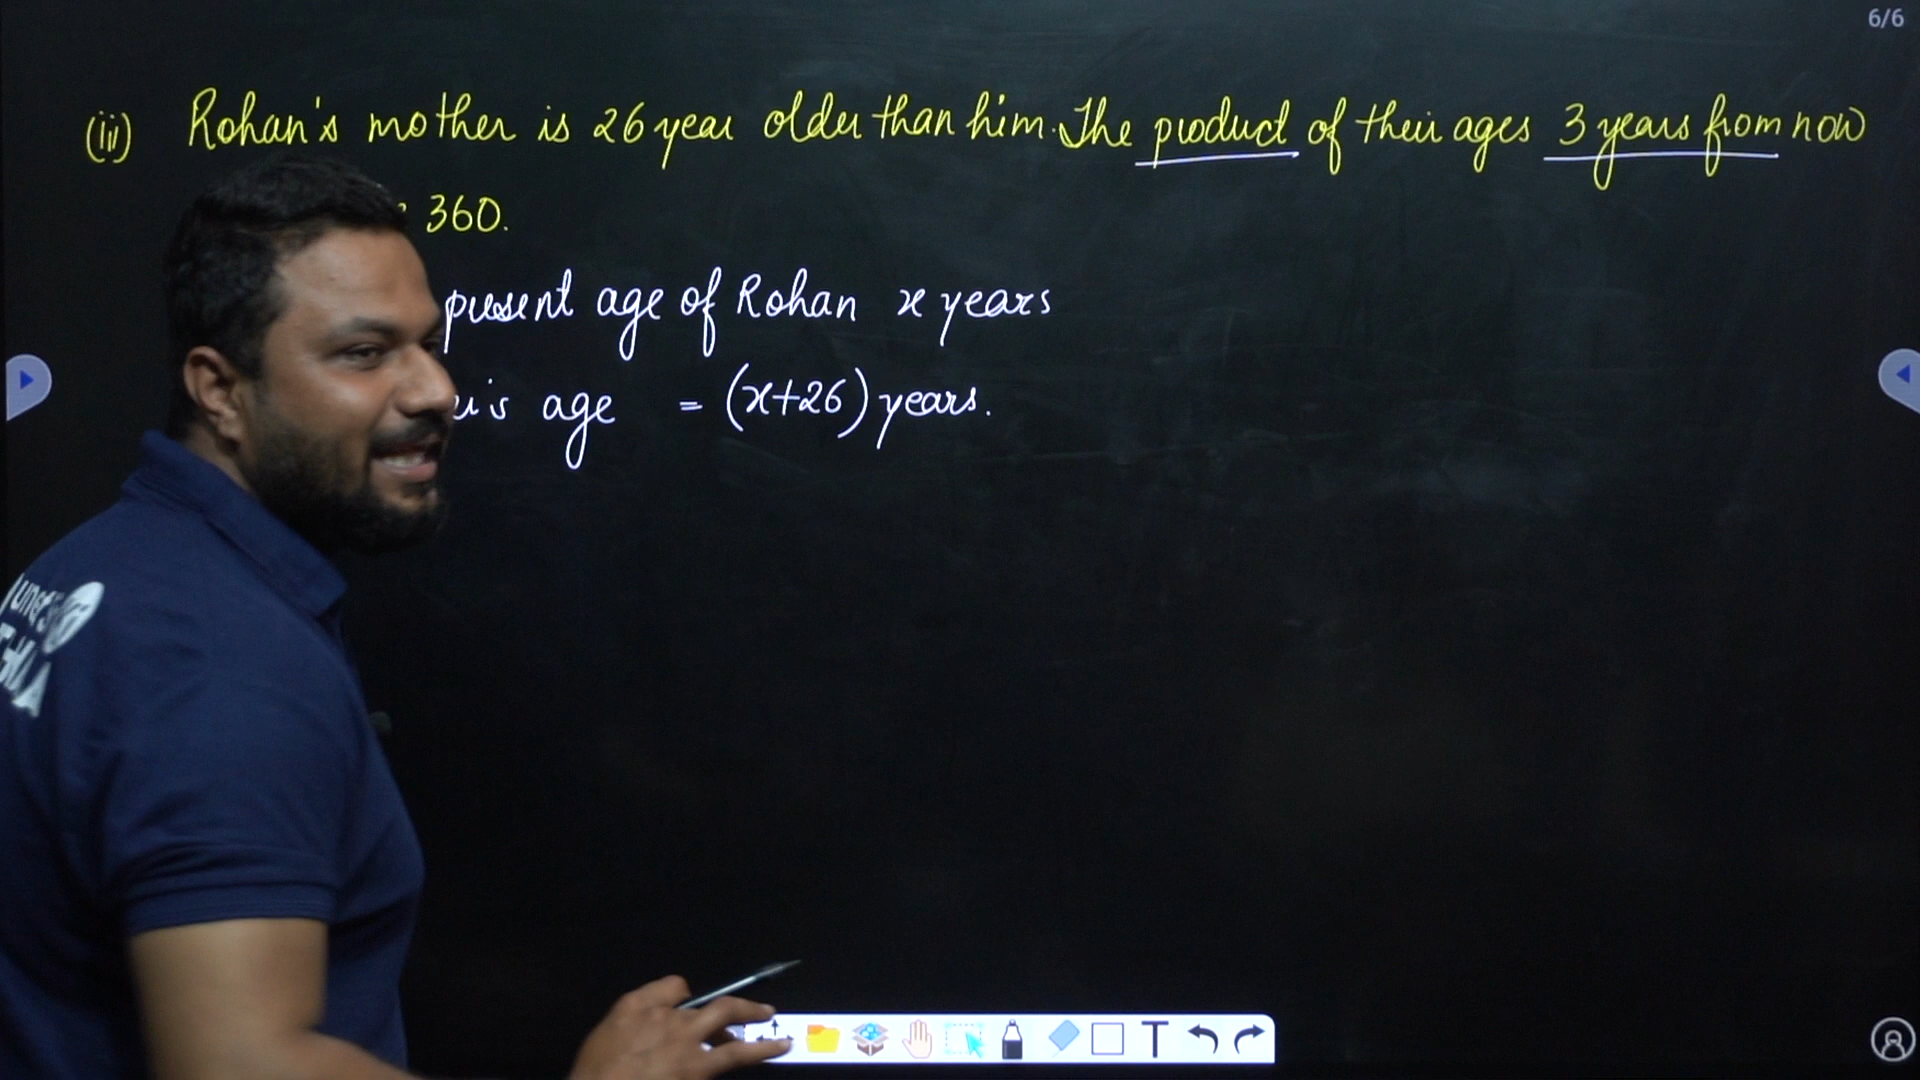 6/6
(iii) Rohan's mother is 26 year older than him. The product of their ages 3 years from now
360.
present age of Rohan x years
age = (x+26) years.
T